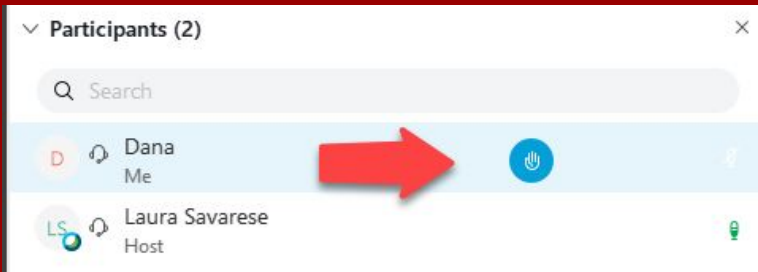 Participants (2)
Search
D
Dana
Me
LS
Laura Savarese
Host